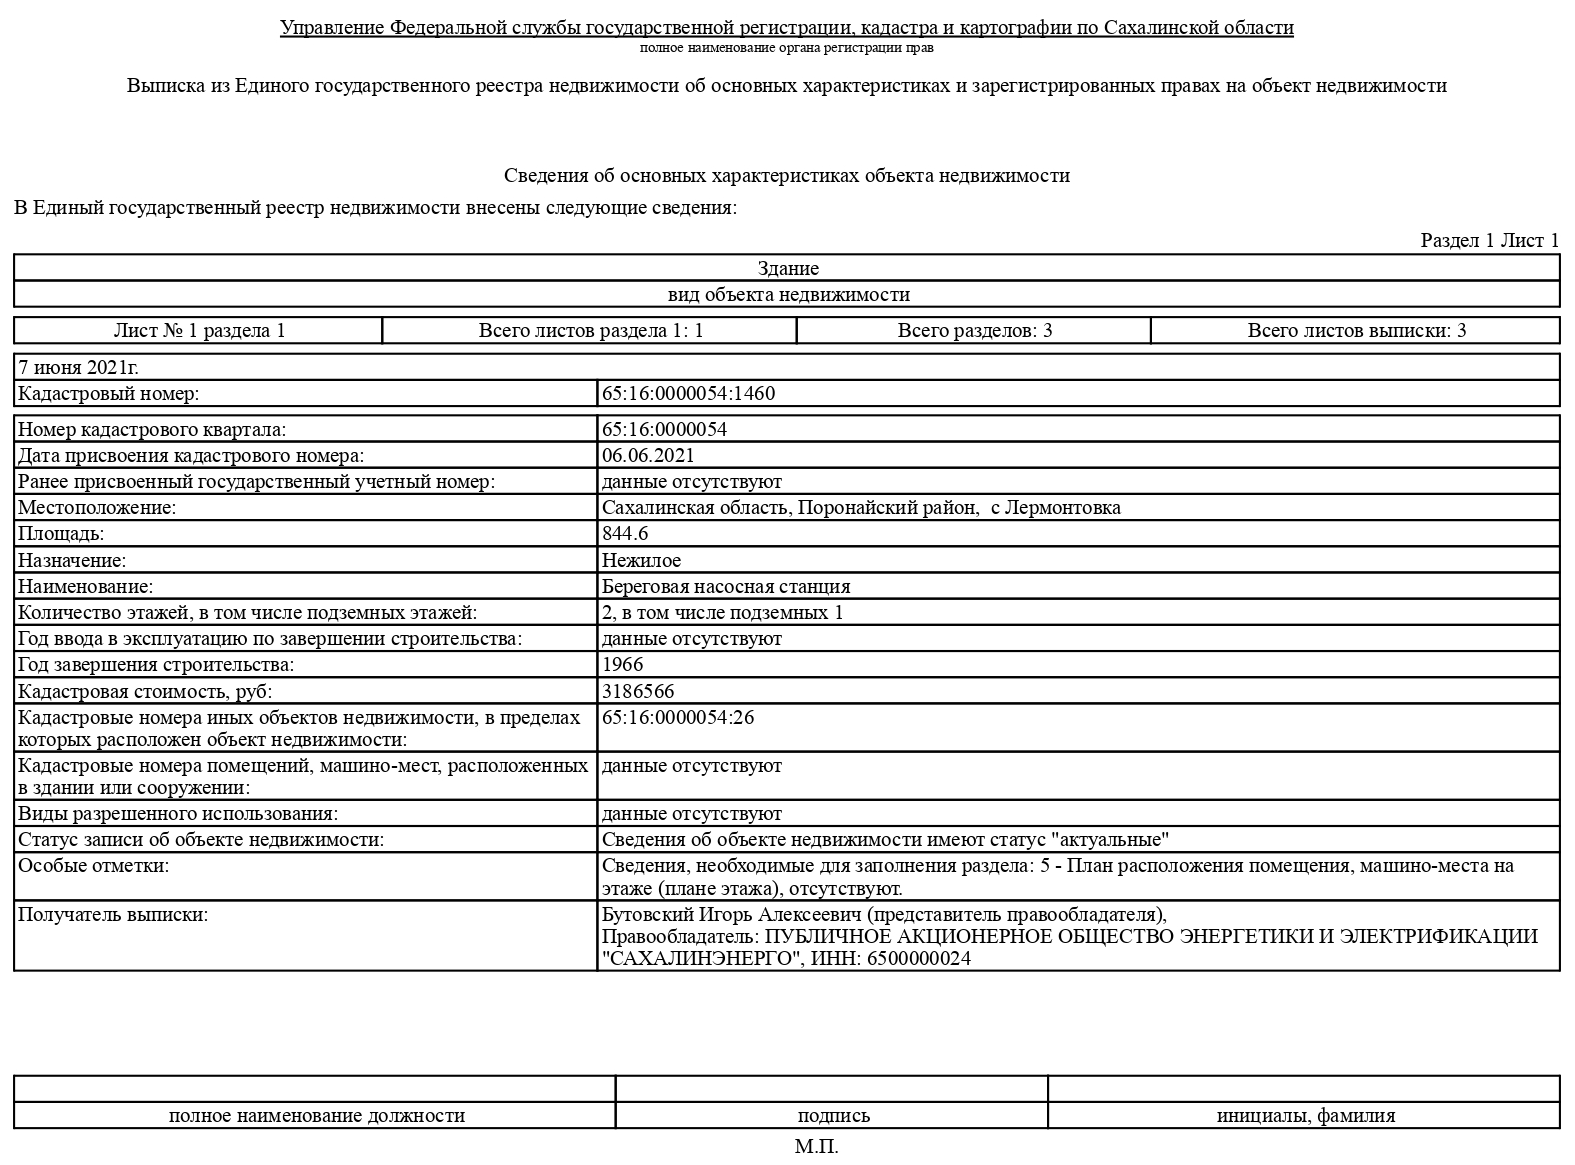 Управление Федеральной службы государственной регистрации, кадастра и картографии по Сахалинской области
полное наименование органа регистрации прав
Выписка из Единого государственного реестра недвижимости об основных характеристиках и зарегистрированных правах на объект недвижимости
Сведения об основных характеристиках объекта недвижимости
В Единый государственный реестр недвижимости внесены следующие сведения:
Раздел 1 Лист 1
Здание
вид объекта недвижимости
Лист № 1 раздела 1 Всего листов раздела 1: 1 Всего разделов: 3 Всего листов выписки: 3
7 июня 2021г.
Кадастровый номер: 65:16:0000054:1460
Номер кадастрового квартала: 65:16:0000054
Дата присвоения кадастрового номера: 06.06.2021
Ранее присвоенный государственный учетный номер: данные отсутствуют
Местоположение: Сахалинская область, Поронайский район, с Лермонтовка
Площадь: 844.6
Назначение: Нежилое
Наименование: Береговая насосная станция
Количество этажей, в том числе подземных этажей: 2, в том числе подземных 1
Год ввода в эксплуатацию по завершении строительства: данные отсутствуют
Год завершения строительства: 1966
Кадастровая стоимость, руб: 3186566
Кадастровые номера иных объектов недвижимости, в пределах
которых расположен объект недвижимости:
65:16:0000054:26
Кадастровые номера помещений, машино-мест, расположенных
в здании или сооружении:
данные отсутствуют
Виды разрешенного использования: данные отсутствуют
Статус записи об объекте недвижимости: Сведения об объекте недвижимости имеют статус "актуальные"
Особые отметки: Сведения, необходимые для заполнения раздела: 5 - План расположения помещения, машино-места на
этаже (плане этажа), отсутствуют.
Получатель выписки: Бутовский Игорь Алексеевич (представитель правообладателя),
Правообладатель: ПУБЛИЧНОЕ АКЦИОНЕРНОЕ ОБЩЕСТВО ЭНЕРГЕТИКИ И ЭЛЕКТРИФИКАЦИИ
"САХАЛИНЭНЕРГО", ИНН: 6500000024
полное наименование должности подпись инициалы, фамилия
М.П.